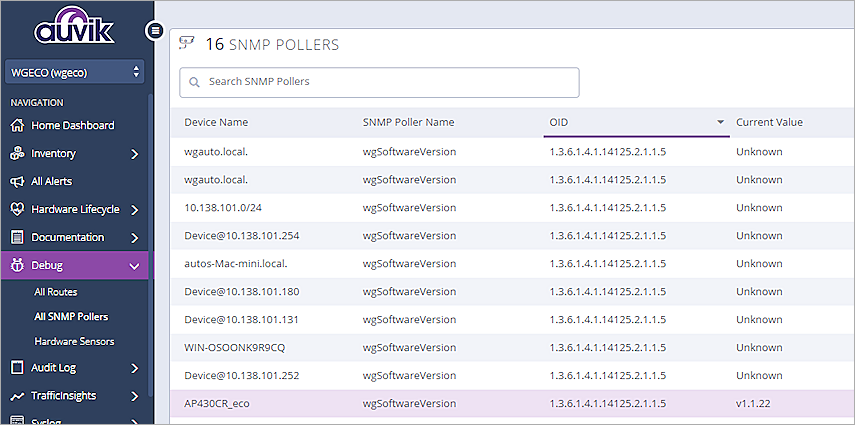 auvik
WGECO (wgeco)
NAVIGATION
Home Dashboard
Inventory
All Alerts
Hardware Lifecycle
Documentation
Debug
All Routes
All SNMP Pollers
Hardware Sensors
Audit Log
TrafficInsights
Syslog
16 SNMP POLLERS
Search SNMP Pollers
Device Name SNMP Poller Name OID Current Value
wgauto.local. wgSoftwareVersion 1.3.6.1.4.1.14125.2.1.1.5 Unknown
wgauto.local. wgSoftwareVersion 1.3.6.1.4.1.14125.2.1.1.5 Unknown
10.138.101.0/24 wgSoftwareVersion 1.3.6.1.4.1.14125.2.1.1.5 Unknown
Device@10.138.101.254 wgSoftwareVersion 1.3.6.1.4.1.14125.2.1.1.5 Unknown
autos-Mac-mini.local. wgSoftwareVersion 1.3.6.1.4.1.14125.2.1.1.5 Unknown
Device@10.138.101.180 wgSoftwareVersion 1.3.6.1.4.1.14125.2.1.1.5 Unknown
Device@10.138.101.131 wgSoftwareVersion 1.3.6.1.4.1.14125.2.1.1.5 Unknown
WIN-OSOONK9R9CQ wgSoftwareVersion 1.3.6.1.4.1.14125.2.1.1.5 Unknown
Device@10.138.101.252 wgSoftwareVersion 1.3.6.1.4.1.14125.2.1.1.5 Unknown
AP430CR_eco wgSoftwareVersion 1.3.6.1.4.1.14125.2.1.1.5 v1.1.22